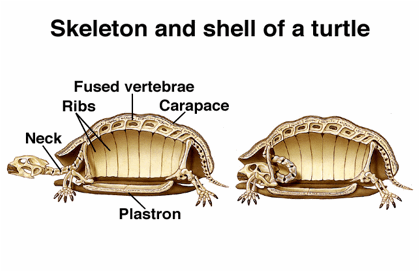 Skeleton and shell of a turtle
Fused vertebrae
Ribs
Carapace
Neck
Plastron